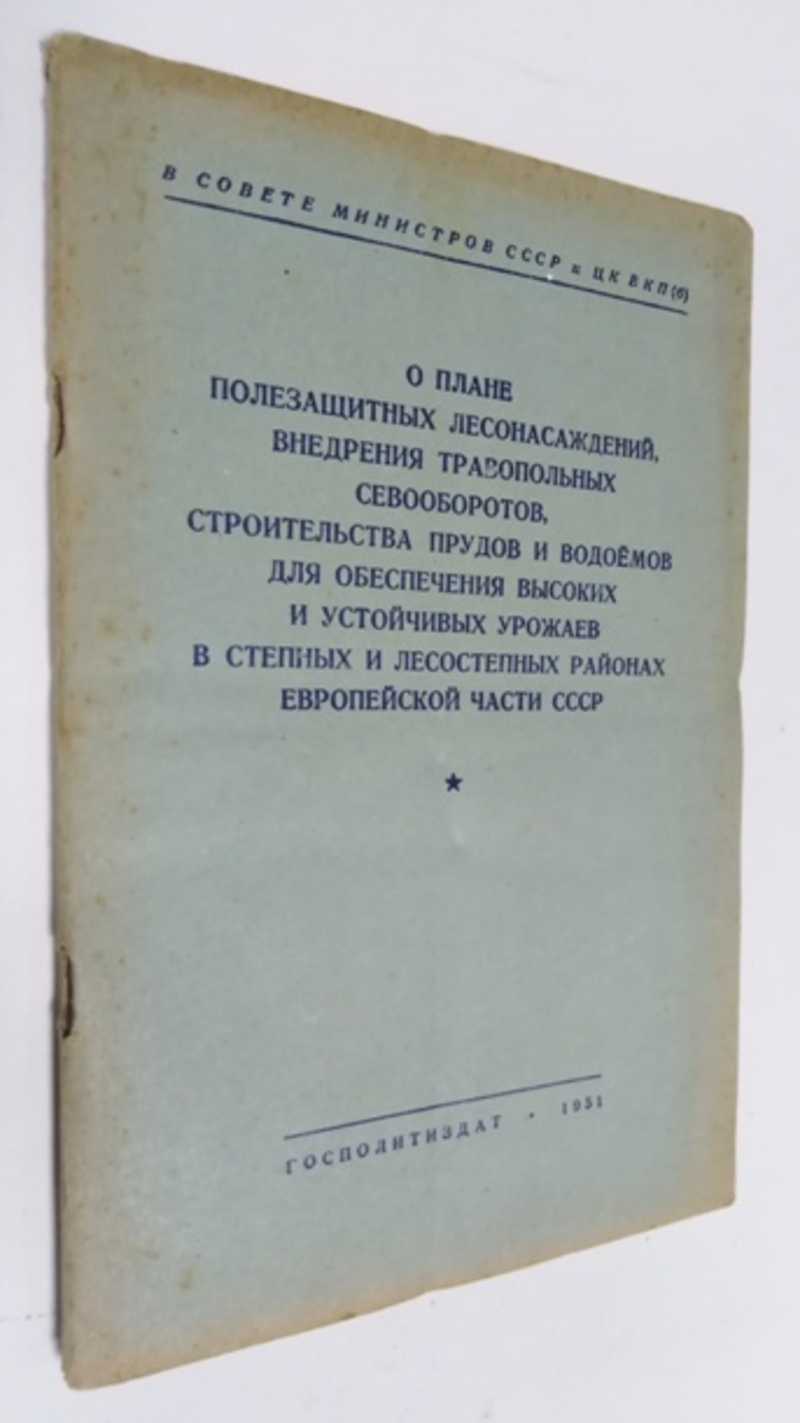 В СОВЕТЕ МИНИСТРОВ СССР и ЦК ВКП(б)
О ПЛАНЕ
ПОЛЕЗАЩИТНЫХ ЛЕСОНАСАЖДЕНИЙ,
ВНЕДРЕНИЯ ТРАВОПОЛЬНЫХ
СЕВООБОРОТОВ,
СТРОИТЕЛЬСТВА ПРУДОВ И ВОДОЁМОВ
ДЛЯ ОБЕСПЕЧЕНИЯ ВЫСОКИХ
И УСТОЙЧИВЫХ УРОЖАЕВ
В СТЕПНЫХ И ЛЕСОСТЕПНЫХ РАЙОНАХ
ЕВРОПЕЙСКОЙ ЧАСТИ СССР
★
ГОСПОЛИТИЗДАТ • 1951